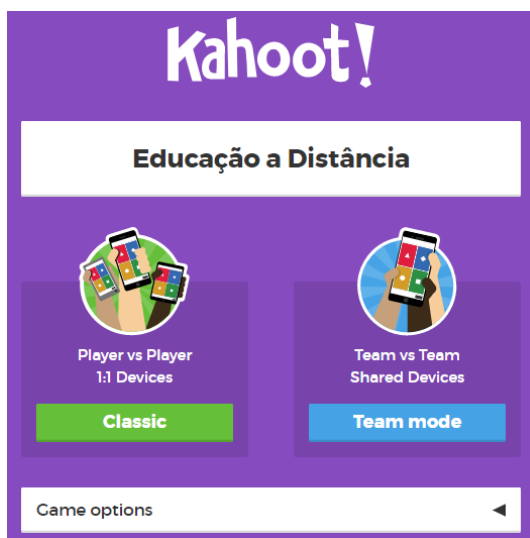 Kahoot!
Educação a Distância
Player vs Player
1:1 Devices
Classic
Team vs Team
Shared Devices
Team mode
Game options